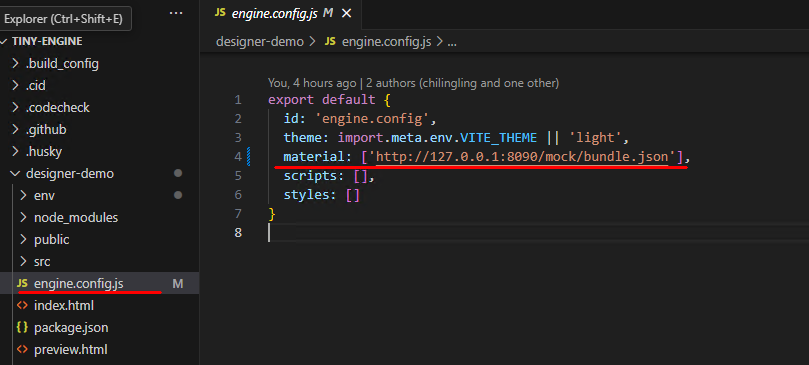 Explorer (Ctrl+Shift+E)
TINY-ENGINE
.build_config
.cid
.codecheck
.github
.husky
designer-demo
env
node_modules
public
src
JS engine.config.js M
<> index.html
{} package.json
<> preview.html
JS engine.config.js M ×
designer-demo > JS engine.config.js > ...
You, 4 hours ago | 2 authors (chilingling and one other)
1 export default {
2 id: 'engine.config',
3 theme: import.meta.env.VITE_THEME || 'light',
4 material: ['http://127.0.0.1:8090/mock/bundle.json'],
5 scripts: [],
6 styles: []
7 }
8